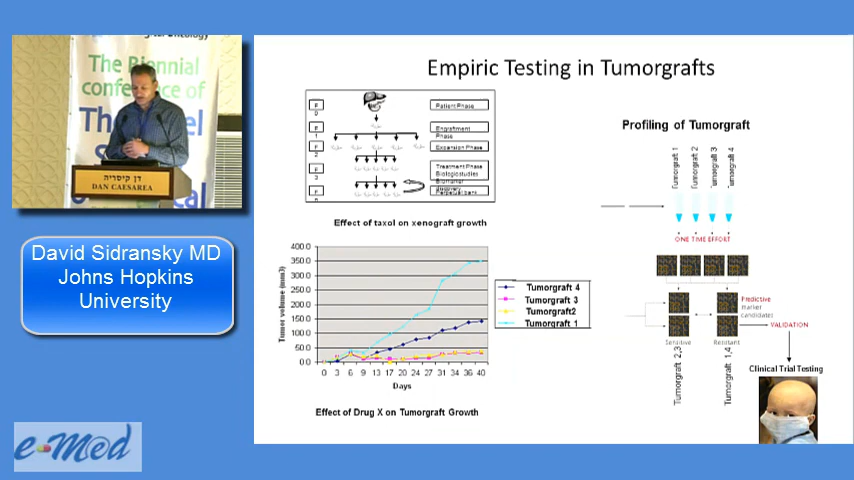 The Biennial
conference of
דן קיסריה
DAN CAESAREA
David Sidransky MD
Johns Hopkins
University
e-Med
Empiric Testing in Tumorgrafts
Patient Phase
Engraftment
Phase
Expansion Phase
Treatment Phase
Biologicstudies
Perpetual bank
Effect of taxol on xenograft growth
400.0
350.0
300.0
250.0
200.0
150.0
100.0
50.0
0.0
Tumor volume (mm3)
0 3 6 9 13 17 20 24 27 31 34 36 40
Days
Tumorgraft 4
Tumorgraft 3
Tumorgraft2
Tumorgraft 1
Effect of Drug X on Tumorgraft Growth
Profiling of Tumorgraft
Tumorgraft 1
Tumorgraft 2
Tumorgraft 3
Tumorgraft 4
ONE TIME EFFORT
Predictive
marker
candidates
VALIDATION
Sensitive
Resistant
Tumorgraft 2,3
Tumorgraft 1,4
Clinical Trial Testing